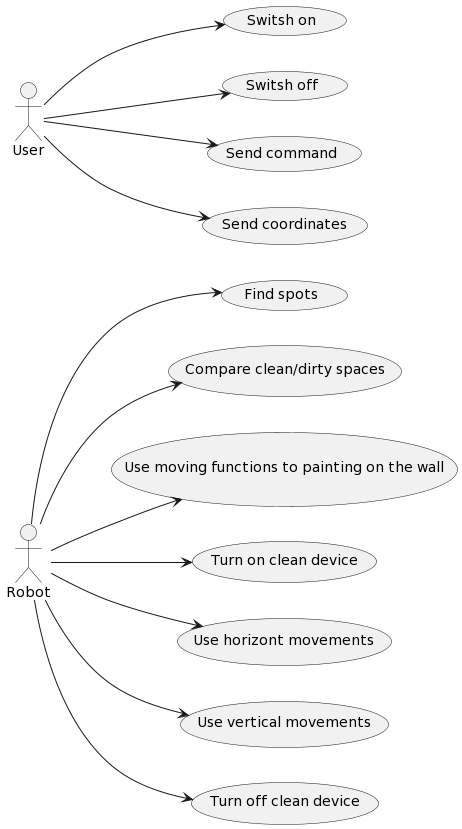 Switsh on
Switsh off
User
Send command
Send coordinates
Find spots
Compare clean/dirty spaces
Use moving functions to painting on the wall
Turn on clean device
Robot
Use horizont movements
Use vertical movements
Turn off clean device